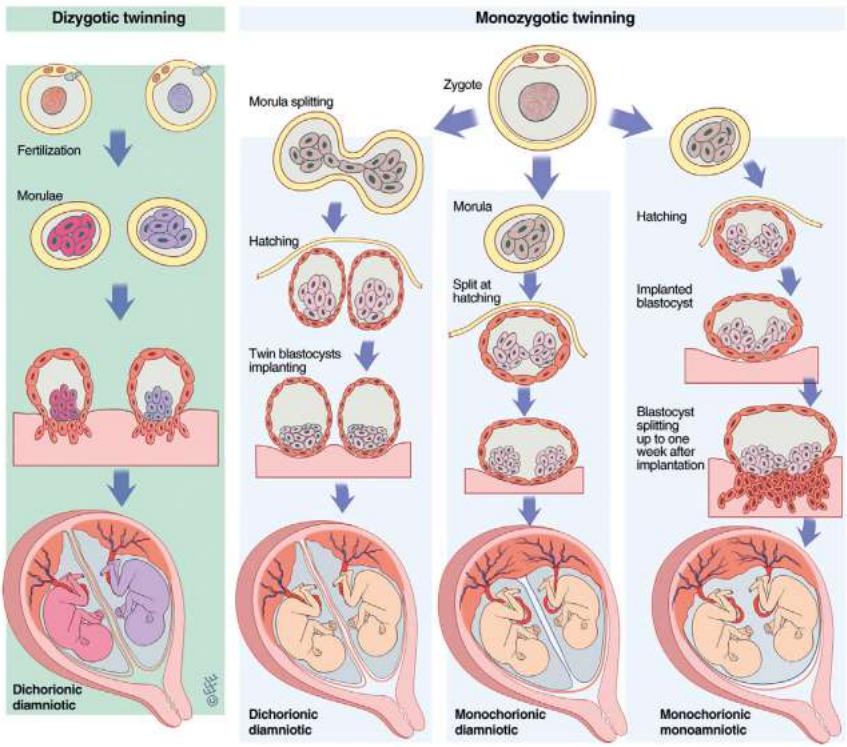 Dizygotic twinning
Monozygotic twinning
Fertilization
Morulae
Dichorionic
diamniotic
©EFE
Zygote
Morula splitting
Hatching
Twin blastocysts
implanting
Dichorionic
diamniotic
Morula
Split at
hatching
Monochorionic
diamniotic
Hatching
Implanted
blastocyst
Blastocyst
splitting
up to one
week after
implantation
Monochorionic
monoamniotic